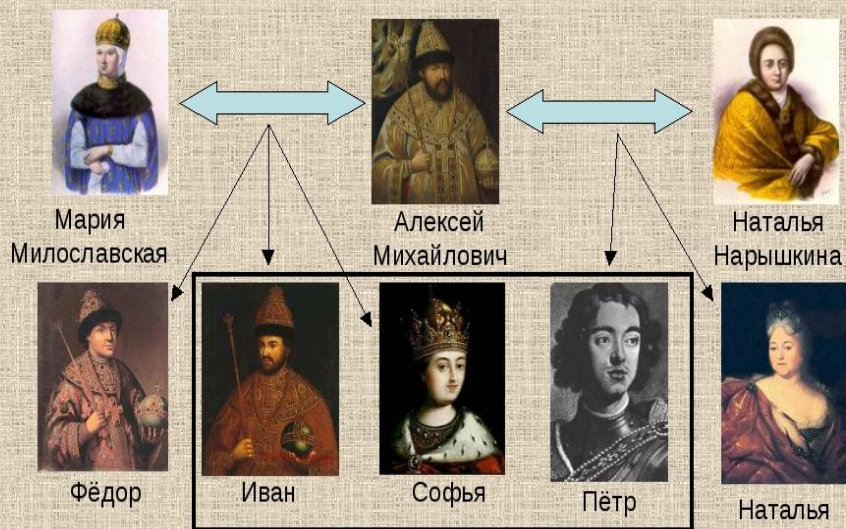 Мария
Милославская
Алексей
Михайлович
Наталья
Нарышкина
Фёдор
Иван
Софья
Пётр
Наталья